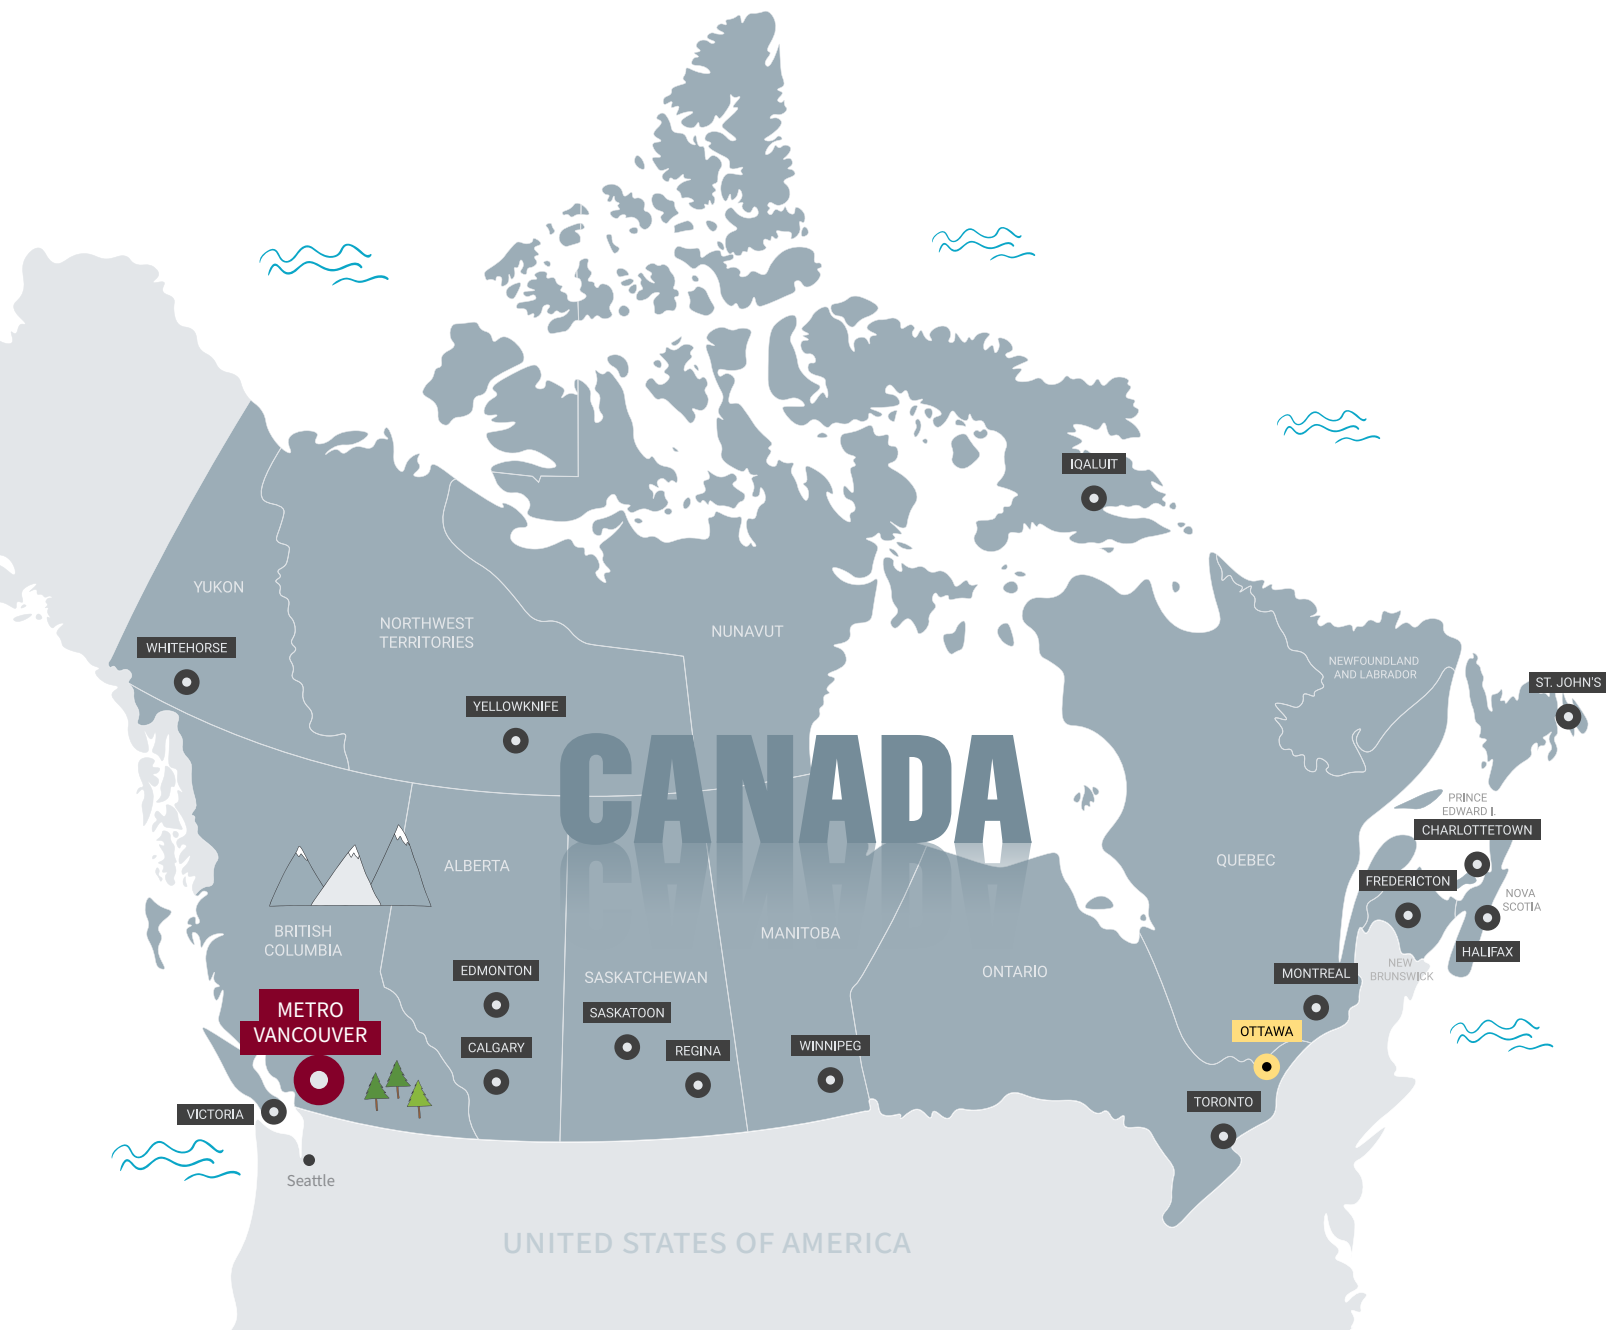 IQALUIT
YUKON
NORTHWEST
TERRITORIES
NUNAVUT
WHITEHORSE
NEWFOUNDLAND
AND LABRADOR
ST. JOHN'S
YELLOWKNIFE
CANADA
PRINCE
EDWARD I.
CHARLOTTETOWN
ALBERTA
QUEBEC
FREDERICTON
NOVA
SCOTIA
BRITISH
COLUMBIA
MANITOBA
HALIFAX
EDMONTON
SASKATCHEWAN
ONTARIO
MONTREAL
NEW
BRUNSWICK
METRO
VANCOUVER
SASKATOON
OTTAWA
CALGARY
REGINA
WINNIPEG
VICTORIA
TORONTO
Seattle
UNITED STATES OF AMERICA